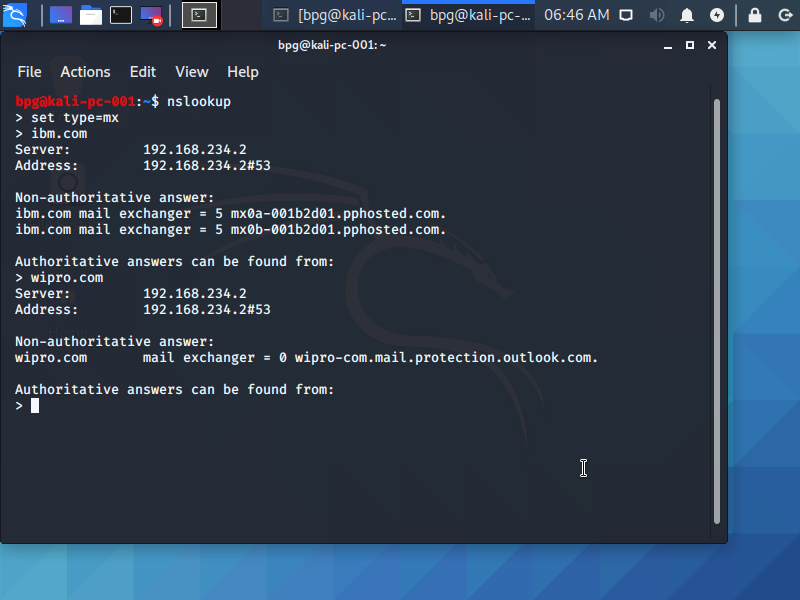 [bpg@kali-pc... bpg@kali-pc-... 06:46 AM
bpg@kali-pc-001:~
File Actions Edit View Help
bpg@kali-pc-001:~$ nslookup
> set type=mx
> ibm.com
Server: 192.168.234.2
Address: 192.168.234.2#53
Non-authoritative answer:
ibm.com mail exchanger = 5 mx0a-001b2d01.pphosted.com.
ibm.com mail exchanger = 5 mx0b-001b2d01.pphosted.com.
Authoritative answers can be found from:
> wipro.com
Server: 192.168.234.2
Address: 192.168.234.2#53
Non-authoritative answer:
wipro.com mail exchanger = 0 wipro-com.mail.protection.outlook.com.
Authoritative answers can be found from:
>